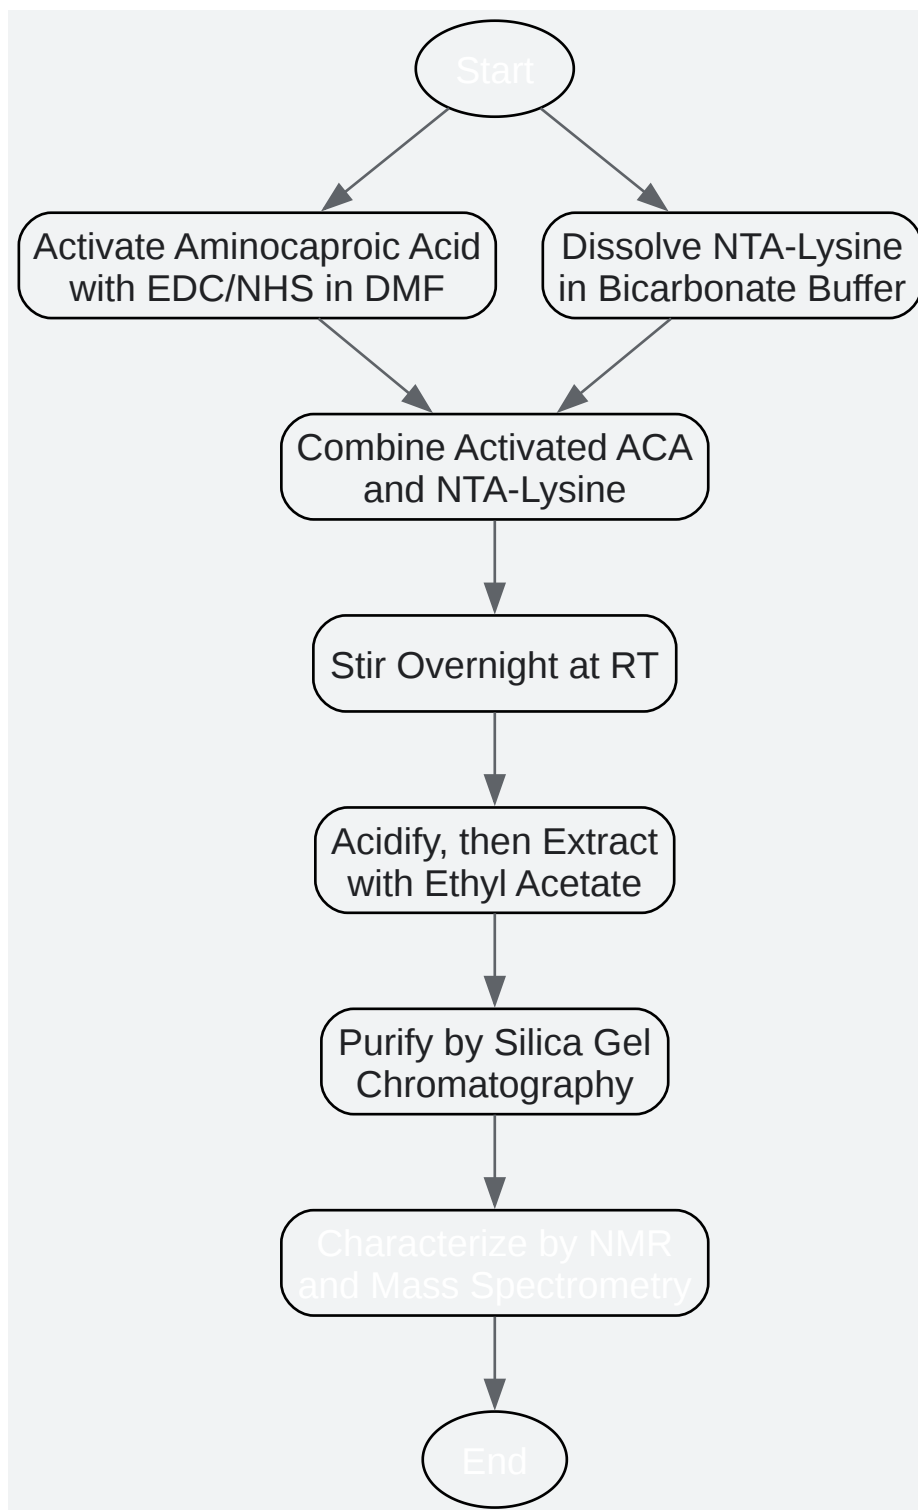 Start
Activate Aminocaproic Acid
with EDC/NHS in DMF
Dissolve NTA-Lysine
in Bicarbonate Buffer
Combine Activated ACA
and NTA-Lysine
Stir Overnight at RT
Acidify, then Extract
with Ethyl Acetate
Purify by Silica Gel
Chromatography
Characterize by NMR
and Mass Spectrometry
End